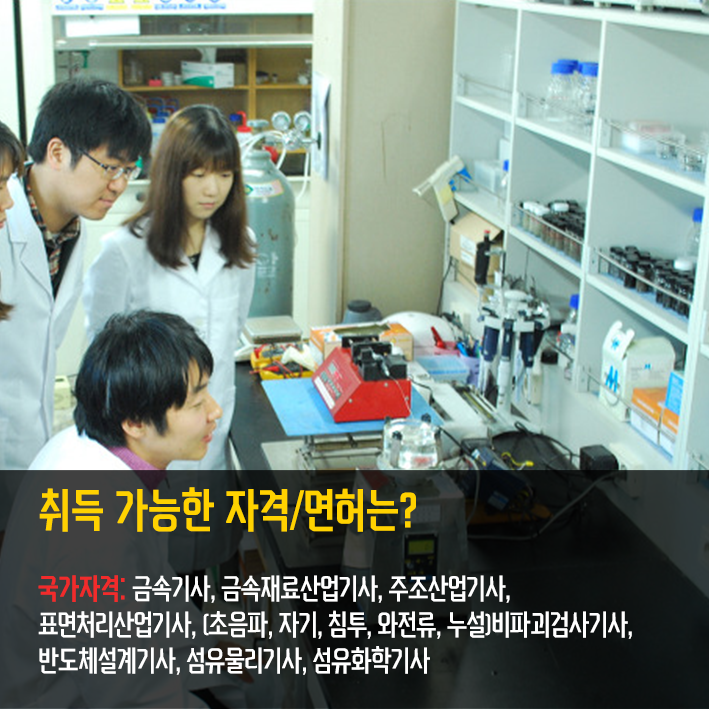 취득 가능한 자격/면허는?
국가자격: 금속기사, 금속재료산업기사, 주조산업기사,
표면처리산업기사, (초음파, 자기, 침투, 와전류, 누설)비파괴검사기사,
반도체설계기사, 섬유물리기사, 섬유화학기사